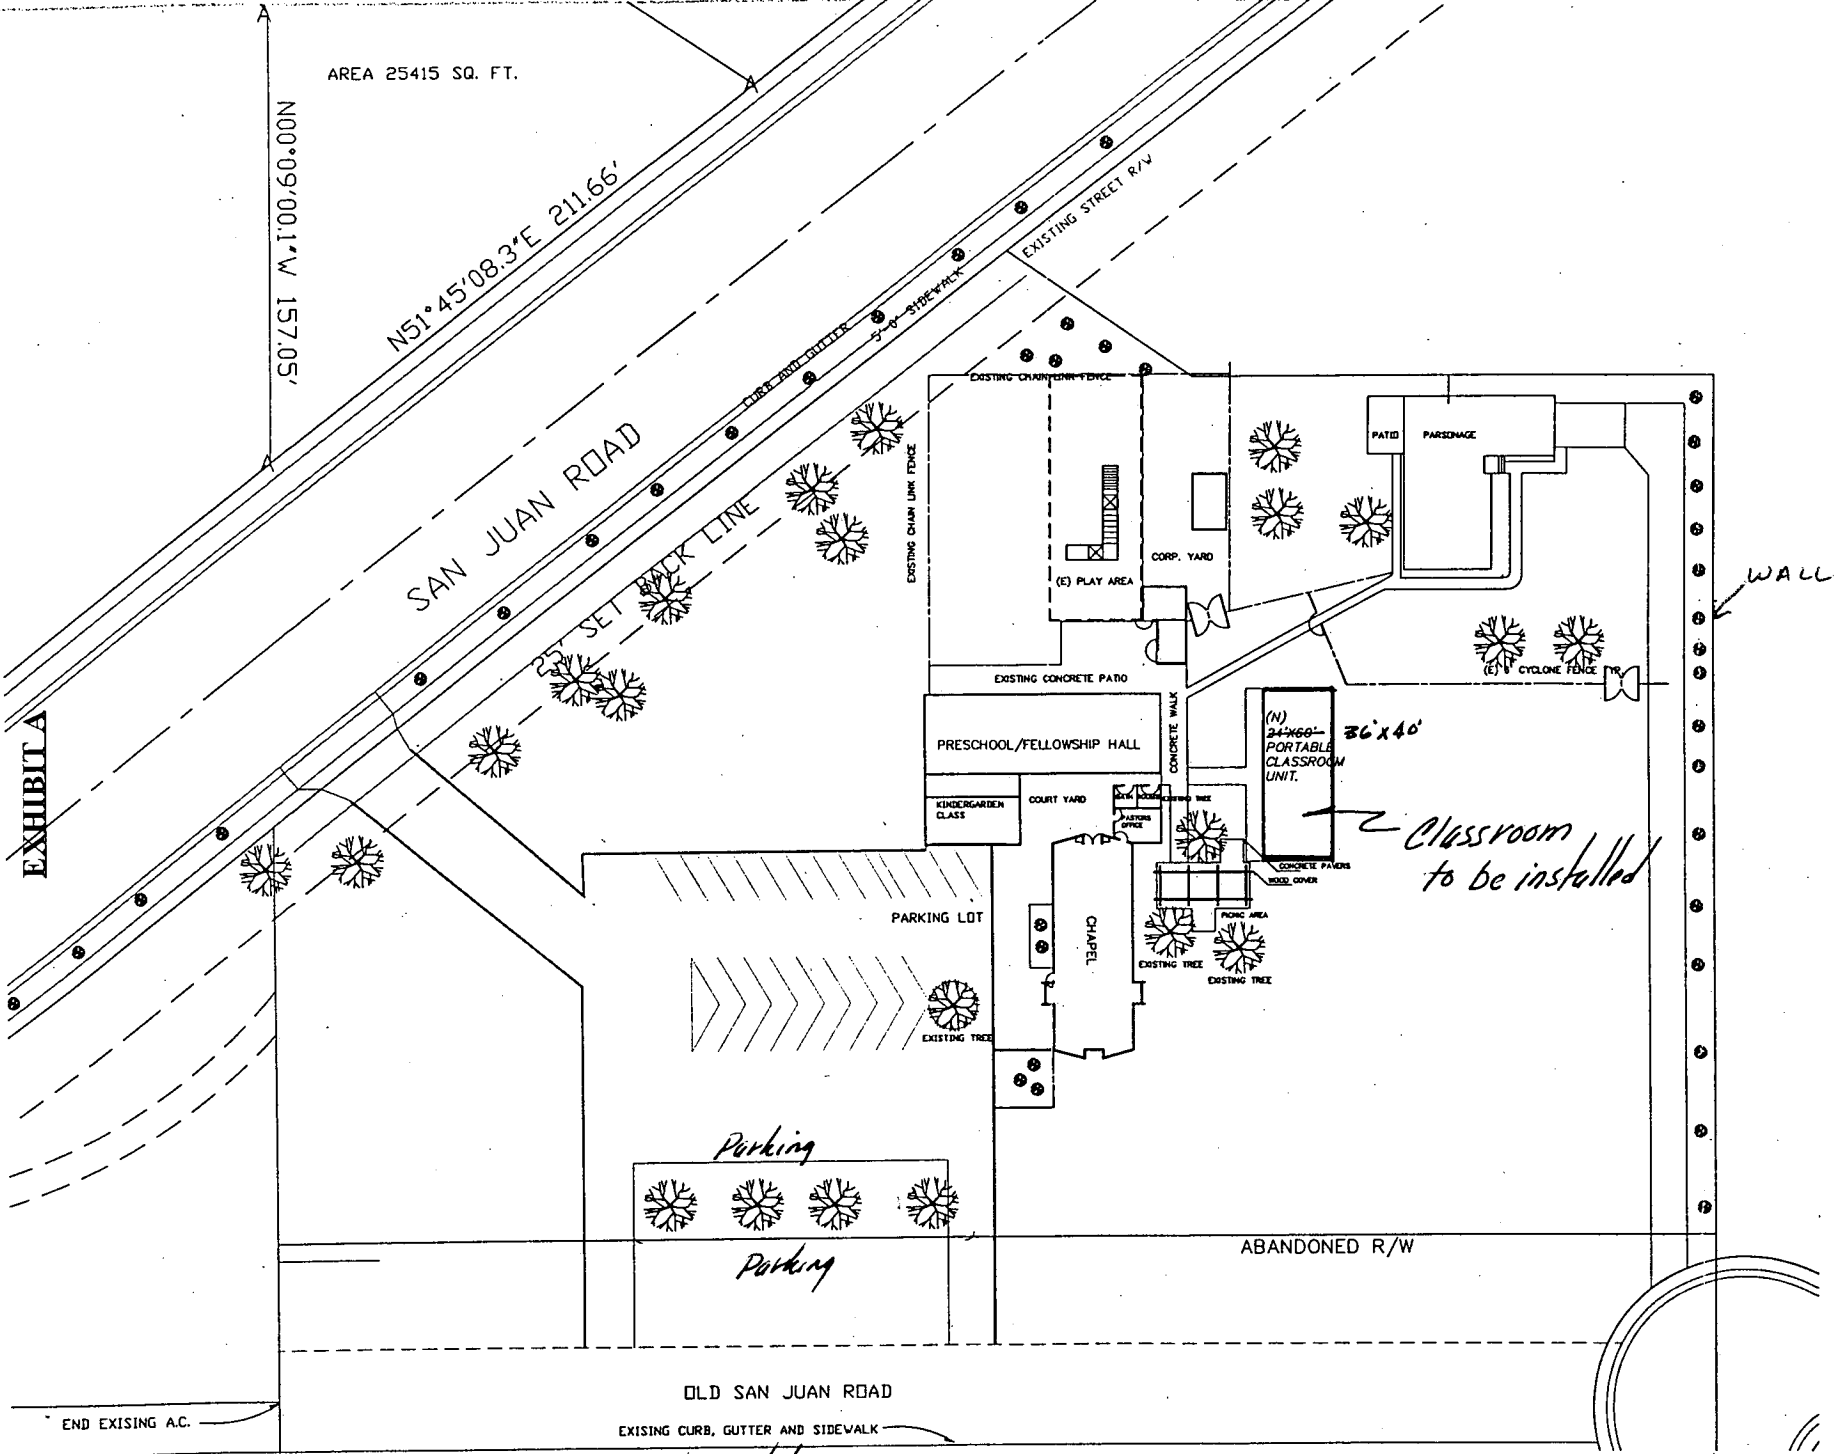 AREA 25415 SQ. FT.
N00°09'00.1"W 157.05'
N51°45'08.3"E 211.66'
EXISTING STREET R/W
5'-0" SIDEWALK
CURB AND GUTTER
SAN JUAN ROAD
25' SET BACK LINE
EXISTING CHAIN LINK FENCE
EXISTING CHAIN LINK FENCE
PATIO
PARSONAGE
CORP. YARD
(E) PLAY AREA
WALL
(E) 6' CYCLONE FENCE TYP.
EXISTING CONCRETE PATIO
EXHIBIT A
PRESCHOOL/FELLOWSHIP HALL
CONCRETE WALK
(N)
24'X60'
36'X40'
PORTABLE
CLASSROOM
UNIT.
KINDERGARDEN
CLASS
COURT YARD
EXISTING TREE
PASTORS
OFFICE
Classroom
to be installed
CONCRETE PAVERS
WOOD COVER
PICNIC AREA
PARKING LOT
CHAPEL
EXISTING TREE
EXISTING TREE
EXISTING TREE
Parking
Parking
ABANDONED R/W
OLD SAN JUAN ROAD
END EXISING A.C.
EXISING CURB, GUTTER AND SIDEWALK